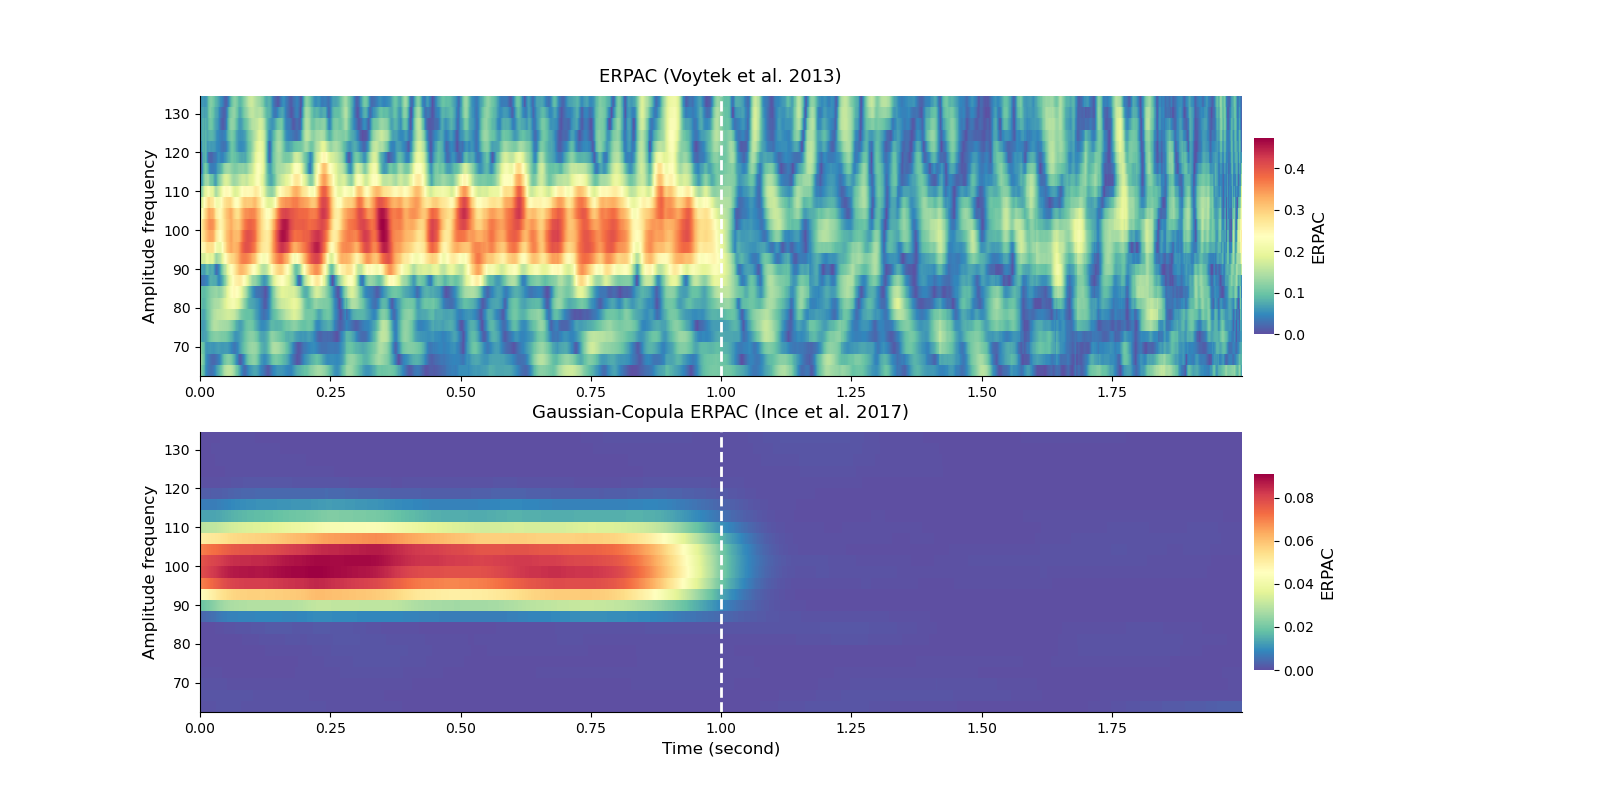 ERPAC (Voytek et al. 2013)
130
120
110
100
90
80
70
Amplitude frequency
0.00 0.25 0.50 0.75 1.00 1.25 1.50 1.75
0.4
0.3
0.2
0.1
0.0
ERPAC
Gaussian-Copula ERPAC (Ince et al. 2017)
130
120
110
100
90
80
70
Amplitude frequency
0.00 0.25 0.50 0.75 1.00 1.25 1.50 1.75
Time (second)
0.08
0.06
0.04
0.02
0.00
ERPAC